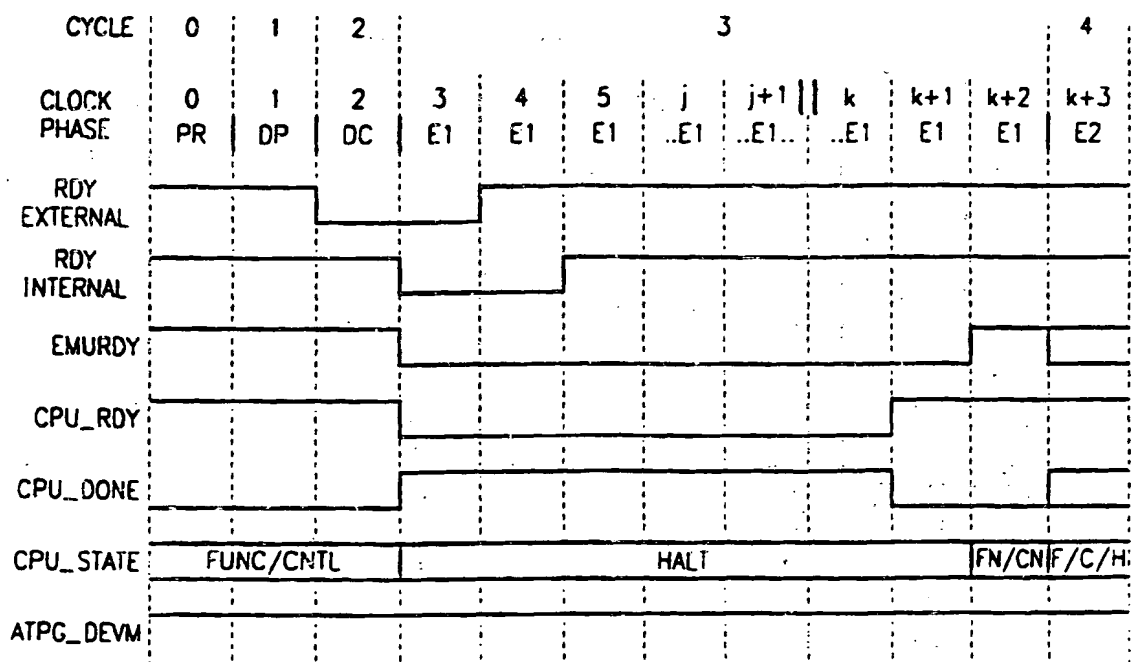 CYCLE 0 1 2 3 4
CLOCK PHASE 0 1 2 3 4 5 j j+1 k k+1 k+2 k+3
PR DP DC E1 E1 E1 ..E1 ..E1.. ..E1 E1 E1 E2
RDY EXTERNAL
RDY INTERNAL
EMURDY
CPU_RDY
CPU_DONE
CPU_STATE FUNC/CNTL HALT FN/CN F/C/H
ATPG_DEVM